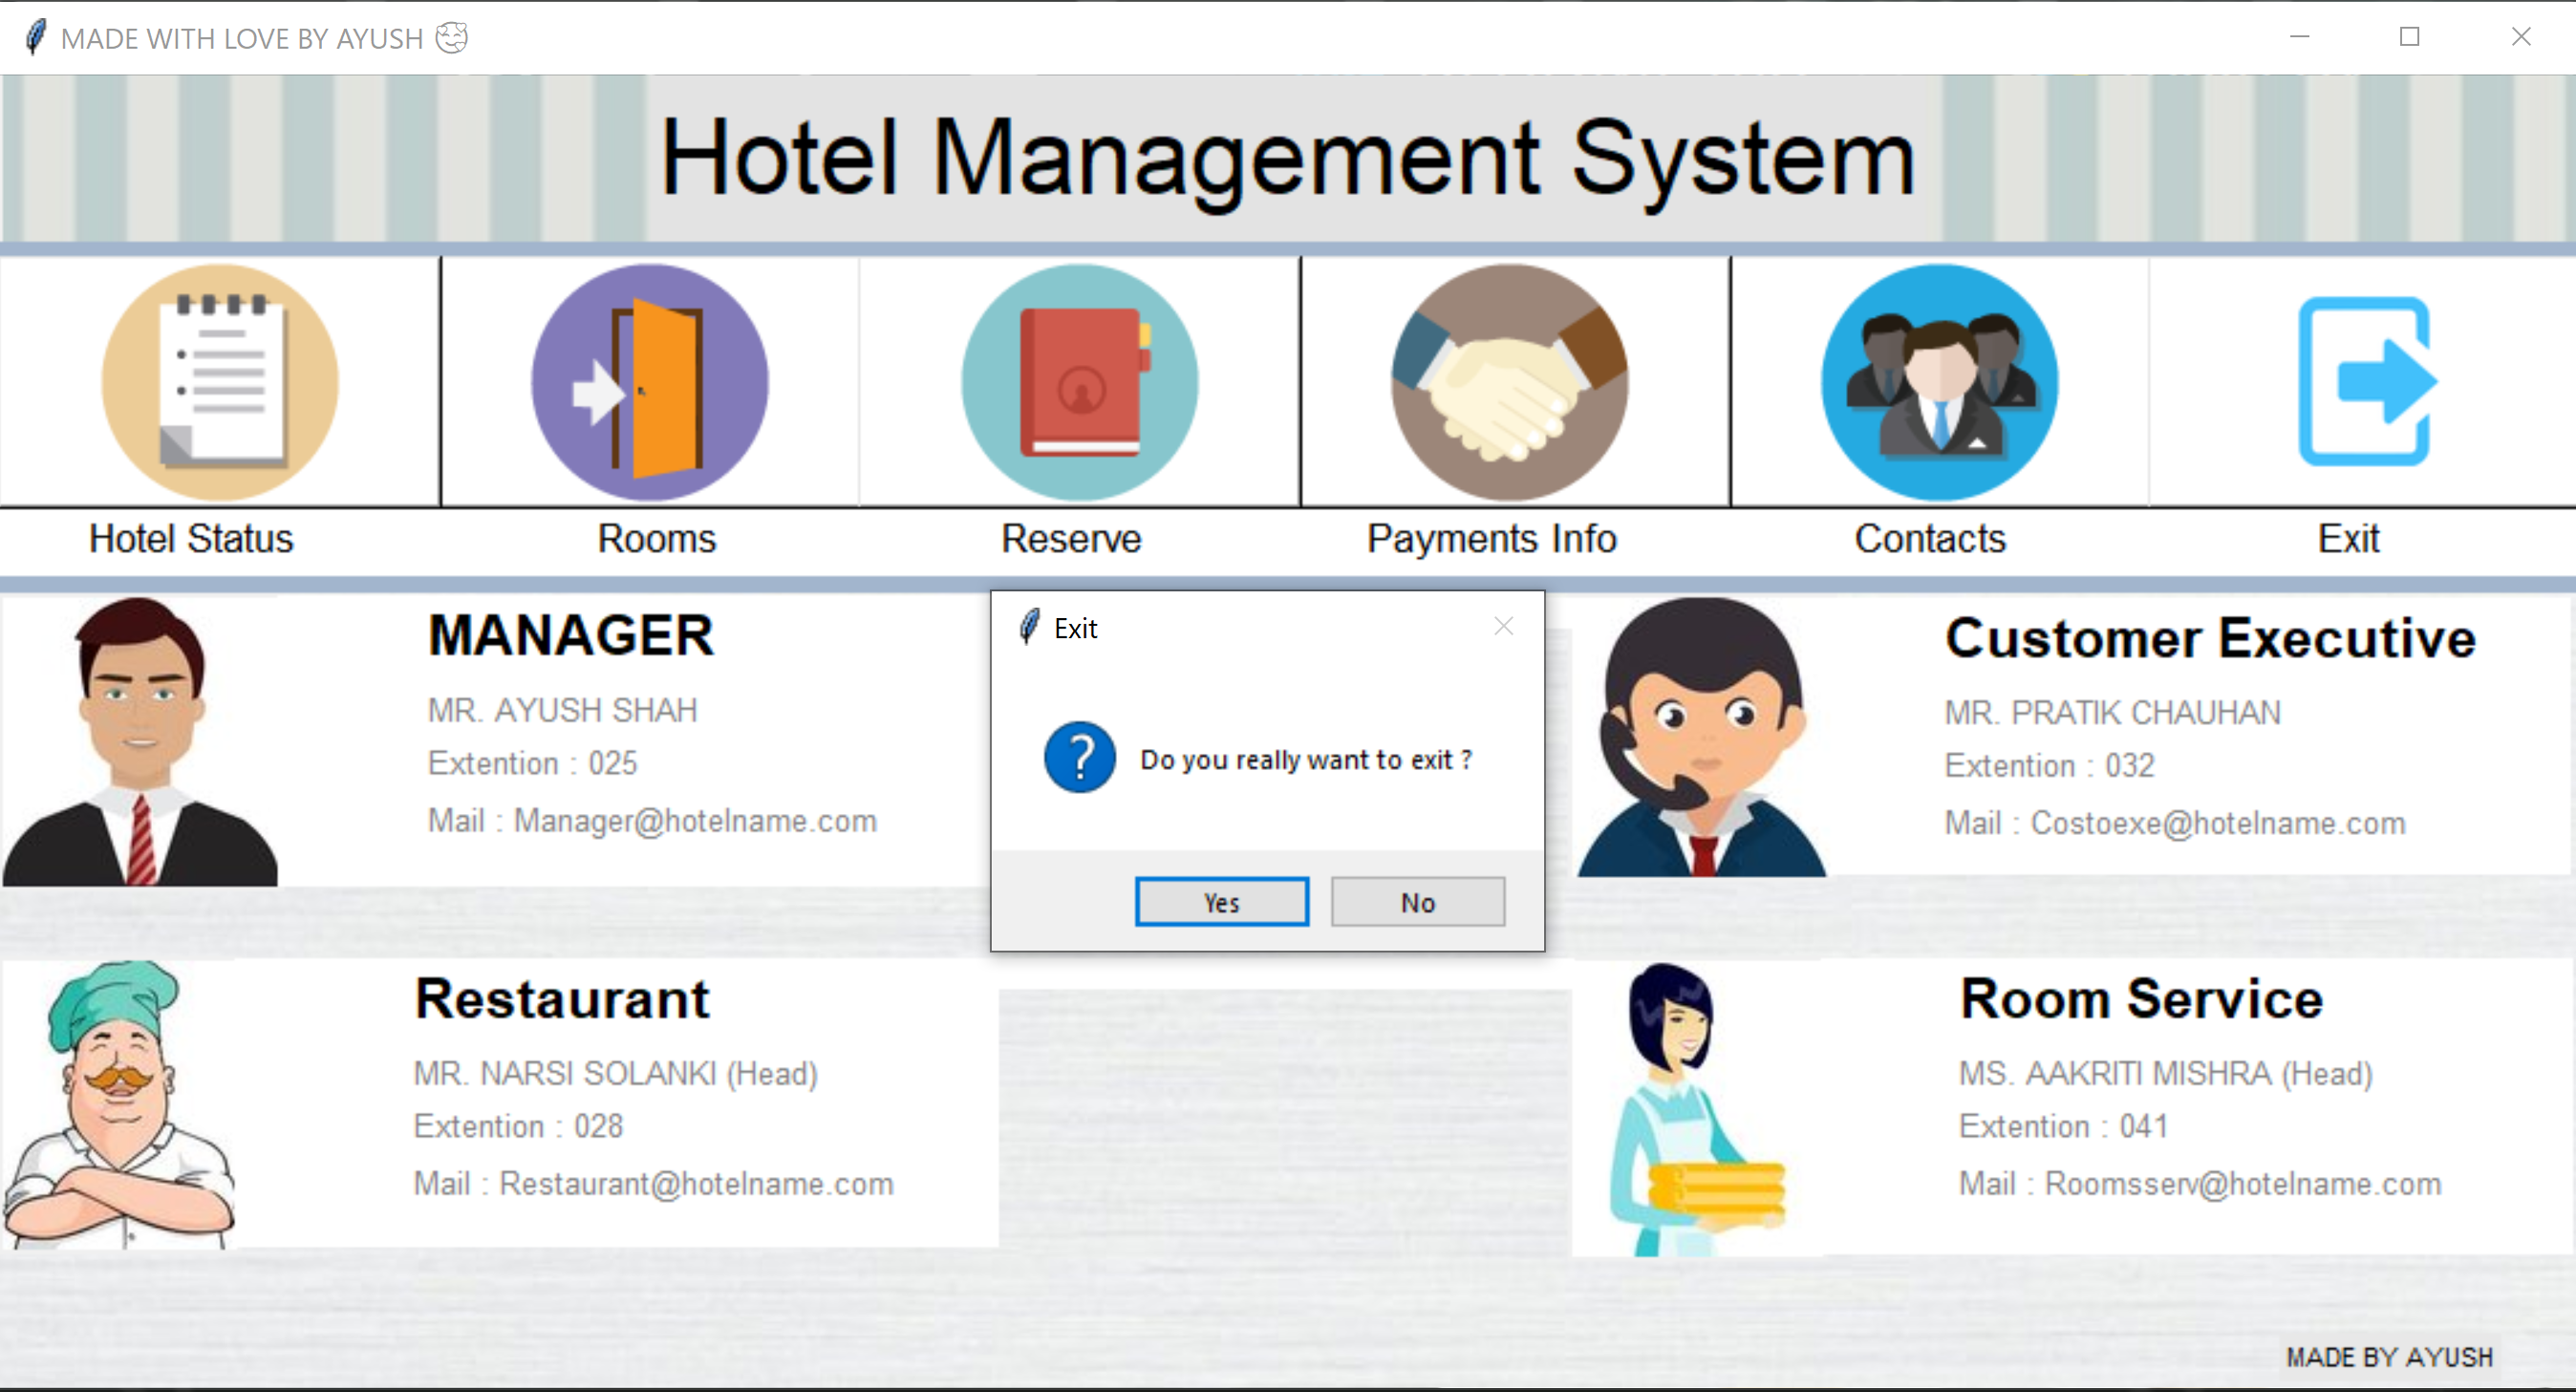 MADE WITH LOVE BY AYUSH 🥰
Hotel Management System
Hotel Status
Rooms
Reserve
Payments Info
Contacts
Exit
MANAGER
MR. AYUSH SHAH
Extention : 025
Mail : Manager@hotelname.com
Exit
Do you really want to exit ?
Yes
No
Customer Executive
MR. PRATIK CHAUHAN
Extention : 032
Mail : Costoexe@hotelname.com
Restaurant
MR. NARSI SOLANKI (Head)
Extention : 028
Mail : Restaurant@hotelname.com
Room Service
MS. AAKRITI MISHRA (Head)
Extention : 041
Mail : Roomsserv@hotelname.com
MADE BY AYUSH